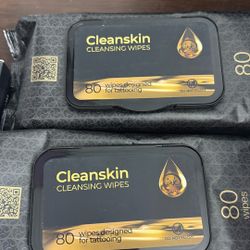 Cleanskin
CLEANSING WIPES
80 wipes designed
for tattooing
80
Cleanskin
CLEANSING WIPES
80 wipes designed
for tattooing
80 wipes